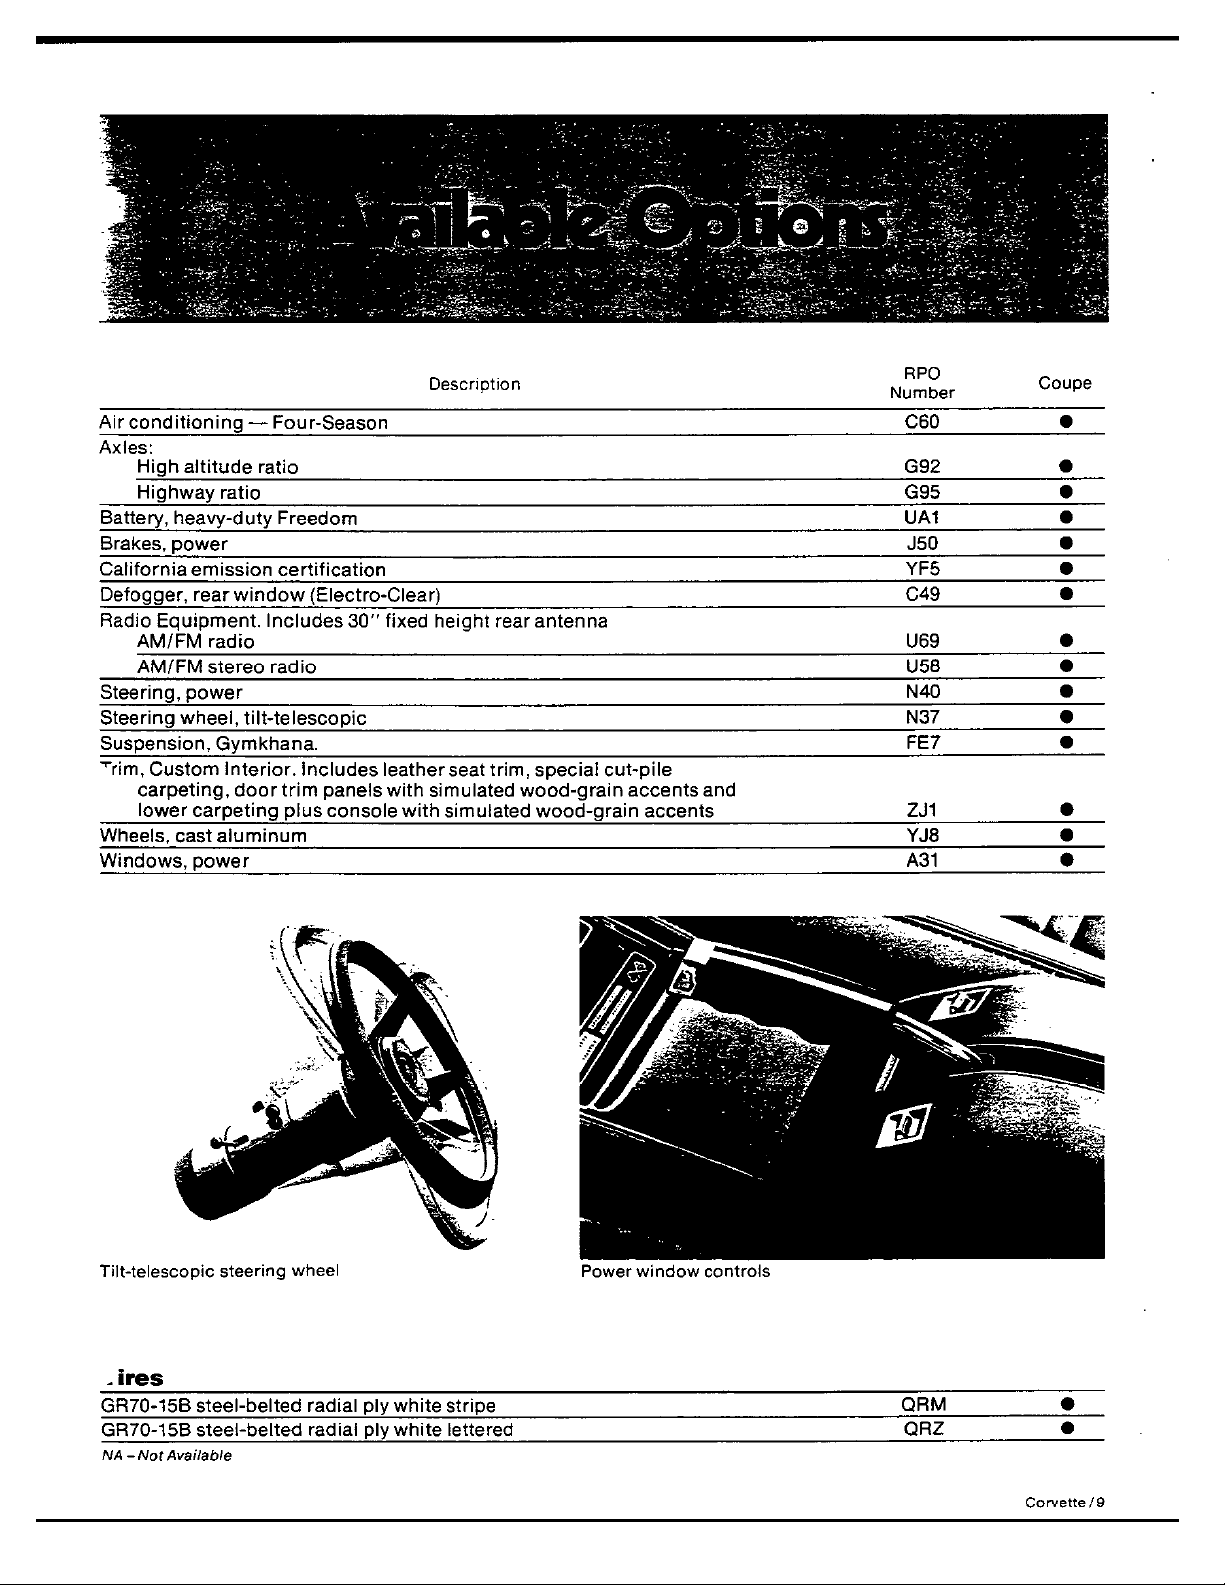 Available Options
Description
RPO
Number
Coupe
Air conditioning — Four-Season C60 ●
Axles:
High altitude ratio G92 ●
Highway ratio G95 ●
Battery, heavy-duty Freedom UA1 ●
Brakes, power J50 ●
California emission certification YF5 ●
Defogger, rear window (Electro-Clear) C49 ●
Radio Equipment. Includes 30" fixed height rear antenna
AM/FM radio U69 ●
AM/FM stereo radio U58 ●
Steering, power N40 ●
Steering wheel, tilt-telescopic N37 ●
Suspension, Gymkhana. FE7 ●
Trim, Custom Interior. Includes leather seat trim, special cut-pile
carpeting, door trim panels with simulated wood-grain accents and
lower carpeting plus console with simulated wood-grain accents ZJ1 ●
Wheels, cast aluminum YJ8 ●
Windows, power A31 ●
Tilt-telescopic steering wheel
Power window controls
ires
GR70-15B steel-belted radial ply white stripe QRM ●
GR70-15B steel-belted radial ply white lettered QRZ ●
NA – Not Available
Corvette / 9